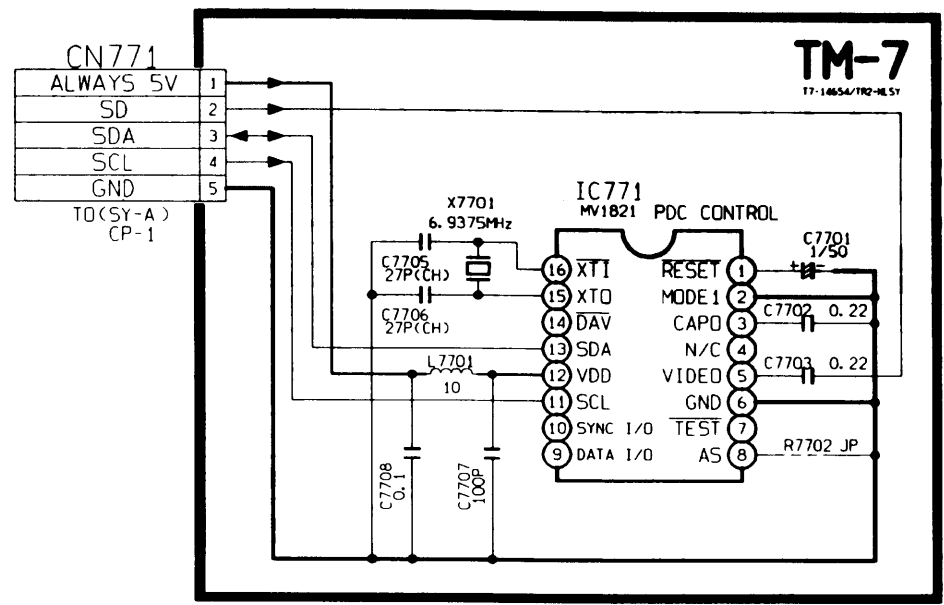 CN771
TM-7
T7-14654/TR2-NLSY
ALWAYS 5V 1
SD 2
SDA 3
SCL 4
GND 5
TO(SY-A)
CP-1
X7701
6.9375MHz
IC771
MV1821 PDC CONTROL
C7705
27P(CH)
C7706
27P(CH)
16 XTI
15 XTO
14 DAV
13 SDA
12 VDD
11 SCL
10 SYNC I/O
9 DATA I/O
RESET 1
MODE1 2
CAPO 3
N/C 4
VIDEO 5
GND 6
TEST 7
AS 8
C7701
1/50
+ -
C7702 0.22
C7703 0.22
R7702 JP
L7701
10
C7708
0.1
C7707
100P